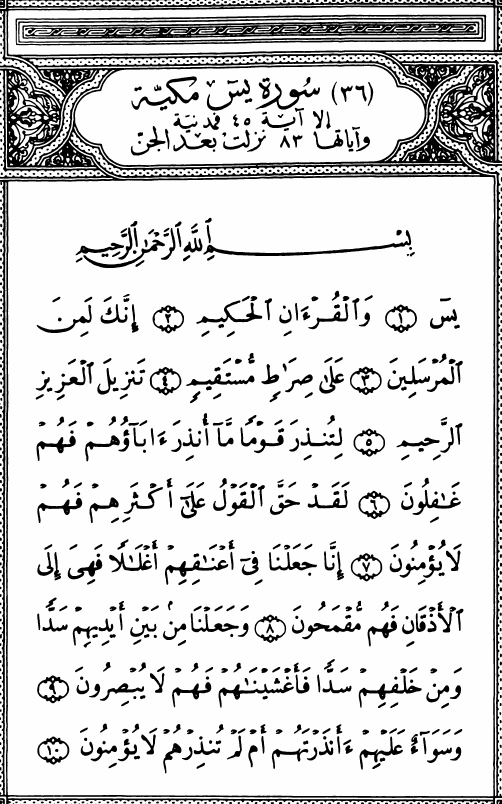 (٣٦) سُورَةِ يسٓ مَكِيَّة
إلا آية ٤٥ فمدنية
وآياتها ٨٣ نزلت بعد الجن
بِسْمِ ٱللَّهِ ٱلرَّحْمَٰنِ ٱلرَّحِيمِ
يسٓ ۝١ وَٱلْقُرْءَانِ ٱلْحَكِيمِ ۝٢ إِنَّكَ لَمِنَ
ٱلْمُرْسَلِينَ ۝٣ عَلَىٰ صِرَٰطٍ مُّسْتَقِيمٍ ۝٤ تَنزِيلَ ٱلْعَزِيزِ
ٱلرَّحِيمِ ۝٥ لِتُنذِرَ قَوْمًا مَّآ أُنذِرَ ءَابَآؤُهُمْ فَهُمْ
غَٰفِلُونَ ۝٦ لَقَدْ حَقَّ ٱلْقَوْلُ عَلَىٰٓ أَكْثَرِهِمْ فَهُمْ
لَا يُؤْمِنُونَ ۝٧ إِنَّا جَعَلْنَا فِىٓ أَعْنَٰقِهِمْ أَغْلَٰلًا فَهِىَ إِلَى
ٱلْأَذْقَانِ فَهُم مُّقْمَحُونَ ۝٨ وَجَعَلْنَا مِنۢ بَيْنِ أَيْدِيهِمْ سَدًّا
وَمِنْ خَلْفِهِمْ سَدًّا فَأَغْشَيْنَٰهُمْ فَهُمْ لَا يُبْصِرُونَ ۝٩
وَسَوَآءٌ عَلَيْهِمْ ءَأَنذَرْتَهُمْ أَمْ لَمْ تُنذِرْهُمْ لَا يُؤْمِنُونَ ۝١٠